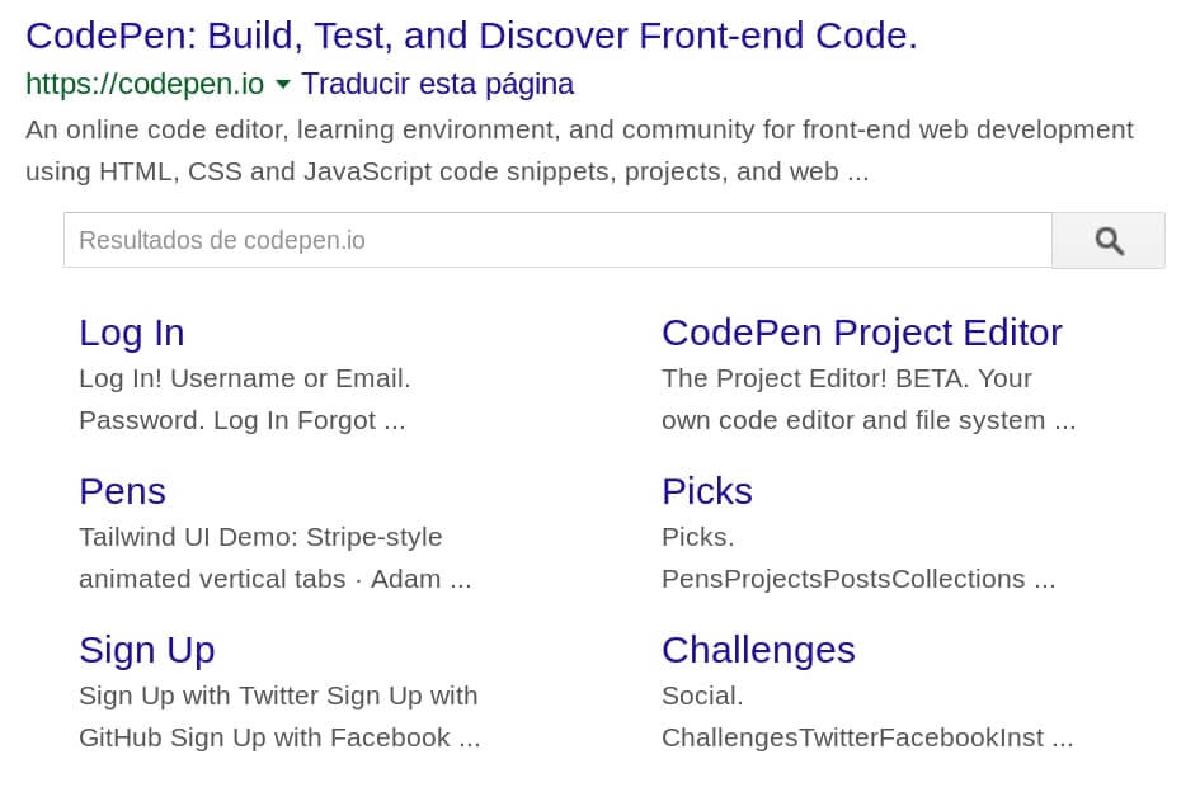 CodePen: Build, Test, and Discover Front-end Code.
https://codepen.io ▾ Traducir esta página
An online code editor, learning environment, and community for front-end web development
using HTML, CSS and JavaScript code snippets, projects, and web ...
Resultados de codepen.io
Log In
Log In! Username or Email.
Password. Log In Forgot ...
CodePen Project Editor
The Project Editor! BETA. Your
own code editor and file system ...
Pens
Tailwind UI Demo: Stripe-style
animated vertical tabs · Adam ...
Picks
Picks.
PensProjectsPostsCollections ...
Sign Up
Sign Up with Twitter Sign Up with
GitHub Sign Up with Facebook ...
Challenges
Social.
ChallengesTwitterFacebookInst ...